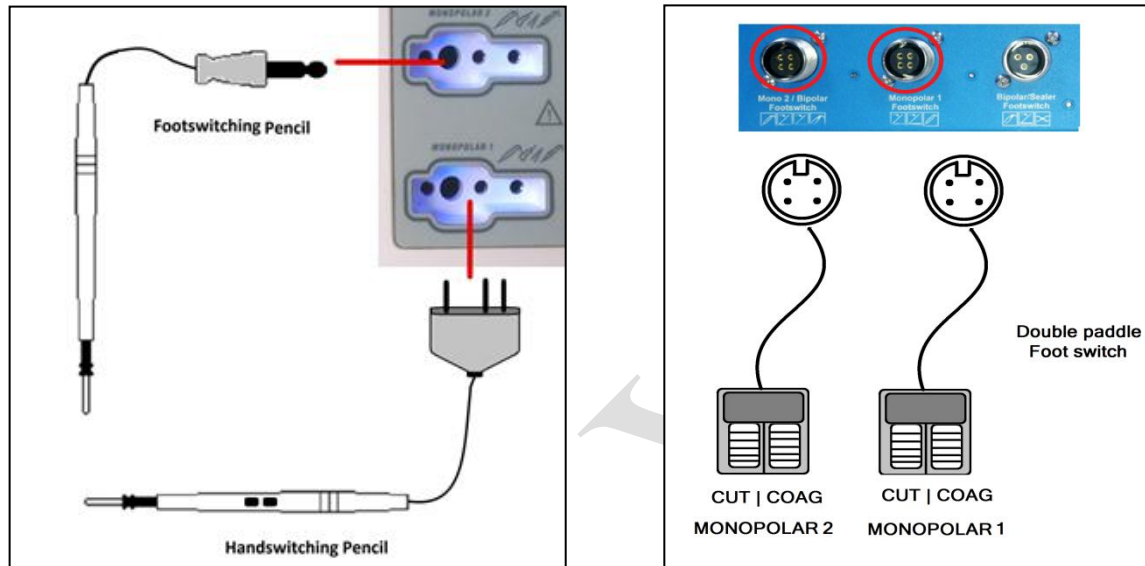 MONOPOLAR 2
Footswitching Pencil
MONOPOLAR 1
Handswitching Pencil
Mono 2 / Bipolar
Footswitch
Monopolar 1
Footswitch
Bipolar/Sealer
Footswitch
Double paddle
Foot switch
CUT | COAG
MONOPOLAR 2
CUT | COAG
MONOPOLAR 1